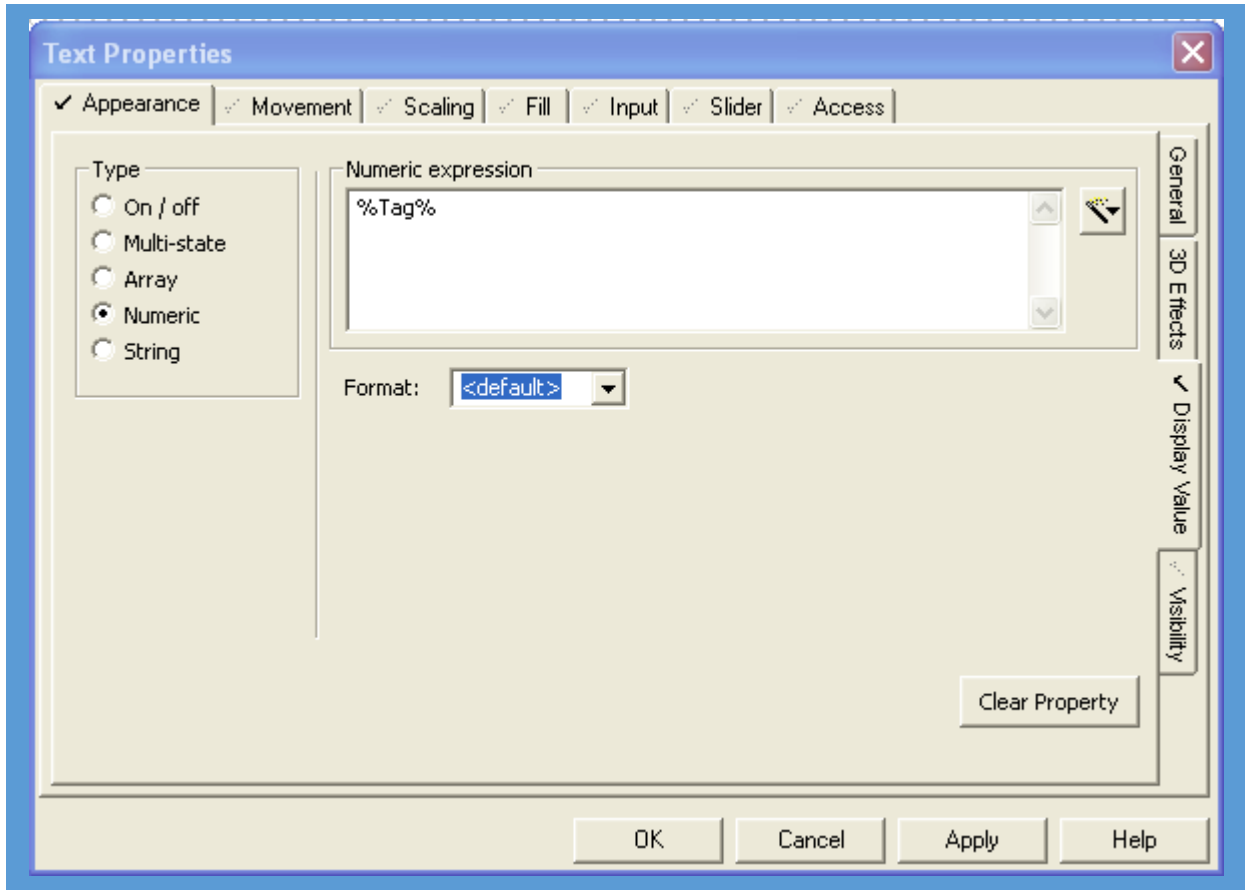 Text Properties
Appearance Movement Scaling Fill Input Slider Access
Type
On / off
Multi-state
Array
Numeric
String
Numeric expression
%Tag%
Format: <default>
General
3D Effects
Display Value
Visibility
Clear Property
OK Cancel Apply Help